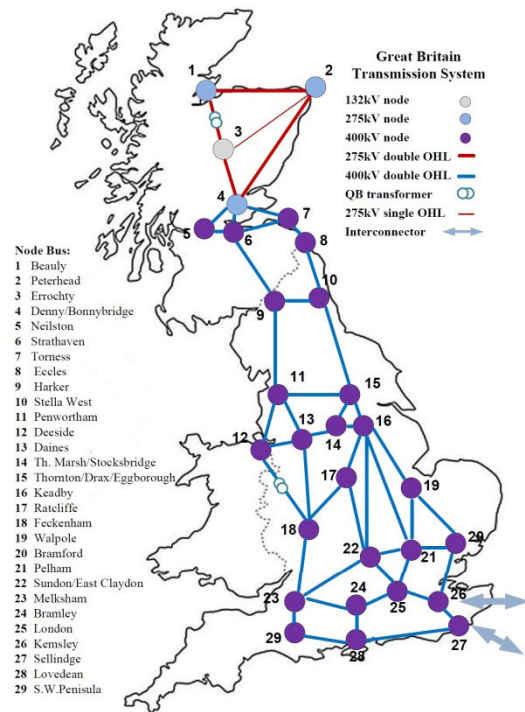 Great Britain
Transmission System
132kV node
275kV node
400kV node
275kV double OHL
400kV double OHL
QB transformer
275kV single OHL
Interconnector
1
2
3
4
5
6
7
8
9
10
11
12
13
14
15
16
17
18
19
20
21
22
23
24
25
26
27
28
29
Node Bus:
1 Beauly
2 Peterhead
3 Errochty
4 Denny/Bonnybridge
5 Neilston
6 Strathaven
7 Torness
8 Eccles
9 Harker
10 Stella West
11 Penwortham
12 Deeside
13 Daines
14 Th. Marsh/Stocksbridge
15 Thornton/Drax/Eggborough
16 Keadby
17 Ratcliffe
18 Feckenham
19 Walpole
20 Bramford
21 Pelham
22 Sundon/East Claydon
23 Melksham
24 Bramley
25 London
26 Kemsley
27 Sellindge
28 Lovedean
29 S.W.Penisula